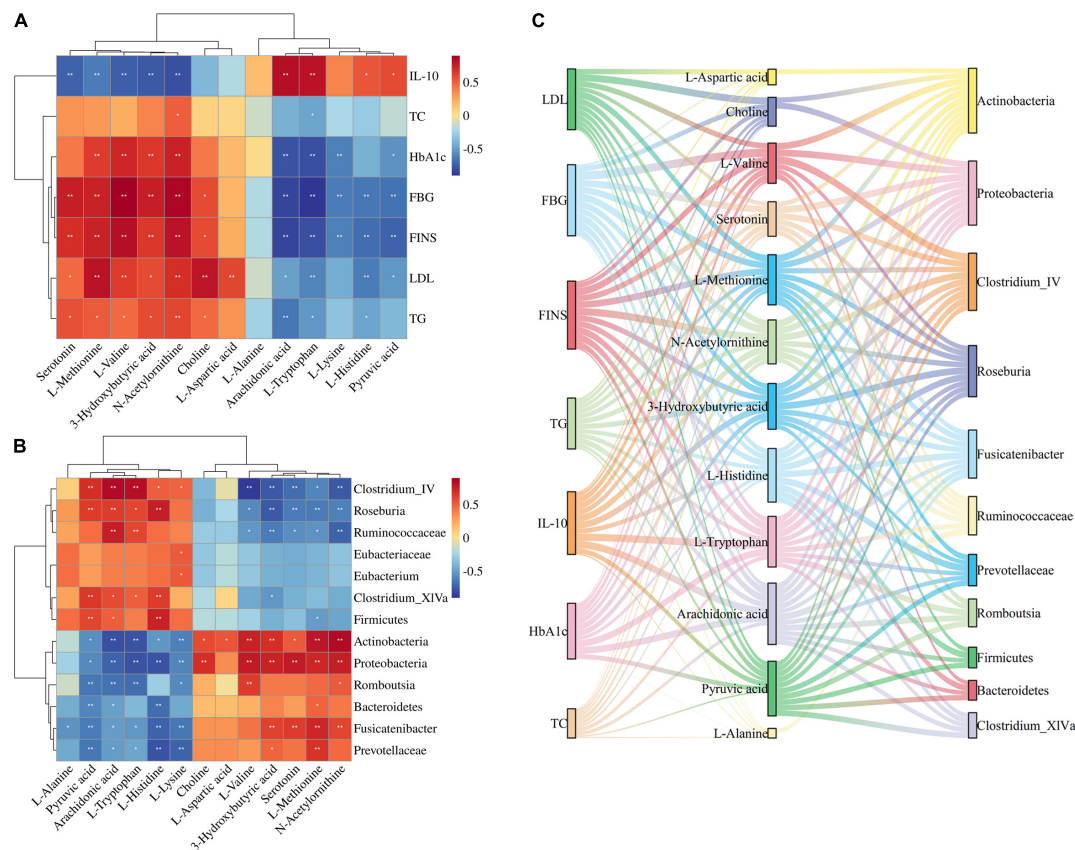 A
0.5
0
-0.5
IL-10
TC
HbA1c
FBG
FINS
LDL
TG
Serotonin
L-Methionine
L-Valine
3-Hydroxybutyric acid
N-Acetylornithine
Choline
L-Aspartic acid
L-Alanine
Arachidonic acid
L-Tryptophan
L-Lysine
L-Histidine
Pyruvic acid
B
0.5
0
-0.5
Clostridium_IV
Roseburia
Ruminococcaceae
Eubacteriaceae
Eubacterium
Clostridium_XlVa
Firmicutes
Actinobacteria
Proteobacteria
Romboutsia
Bacteroidetes
Fusicatenibacter
Prevotellaceae
L-Alanine
Pyruvic acid
Arachidonic acid
L-Tryptophan
L-Histidine
L-Lysine
Choline
L-Aspartic acid
L-Valine
3-Hydroxybutyric acid
Serotonin
L-Methionine
N-Acetylornithine
C
LDL
FBG
FINS
TG
IL-10
HbA1c
TC
L-Aspartic acid
Choline
L-Valine
Serotonin
L-Methionine
N-Acetylornithine
3-Hydroxybutyric acid
L-Histidine
L-Tryptophan
Arachidonic acid
Pyruvic acid
L-Alanine
Actinobacteria
Proteobacteria
Clostridium_IV
Roseburia
Fusicatenibacter
Ruminococcaceae
Prevotellaceae
Romboutsia
Firmicutes
Bacteroidetes
Clostridium_XlVa